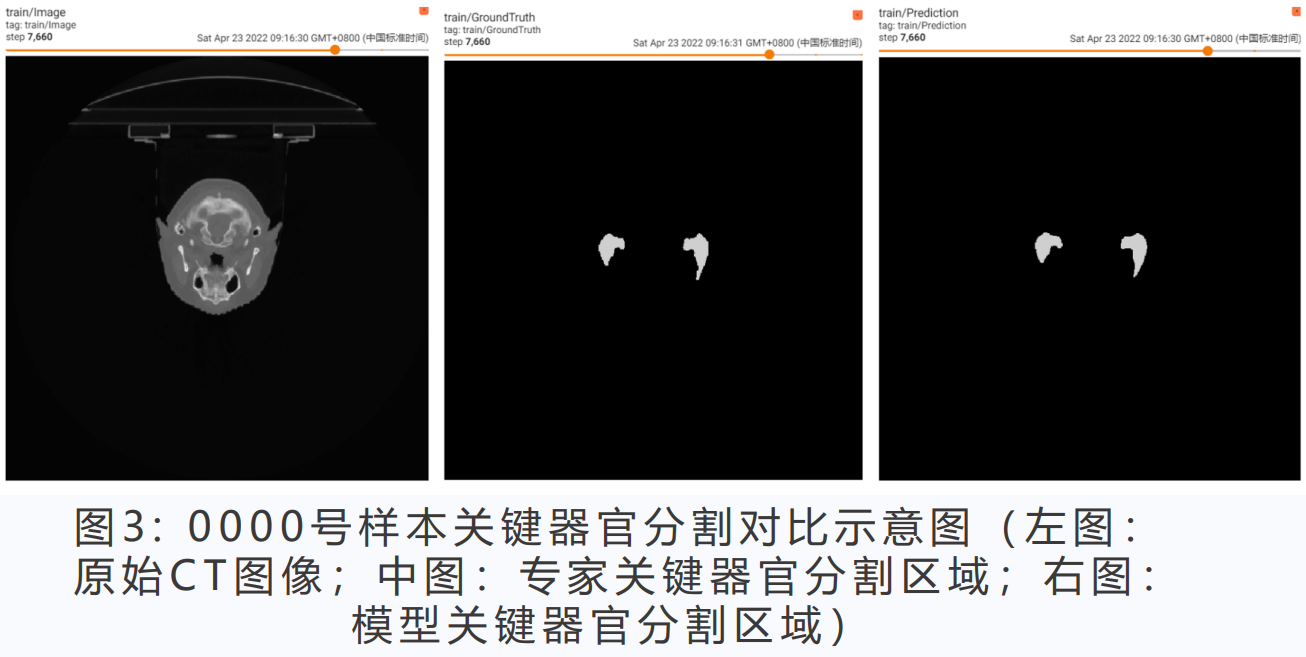 train/Image
tag: train/Image
step 7,660
Sat Apr 23 2022 09:16:30 GMT+0800 (中国标准时间)
train/GroundTruth
tag: train/GroundTruth
step 7,660
Sat Apr 23 2022 09:16:31 GMT+0800 (中国标准时间)
train/Prediction
tag: train/Prediction
step 7,660
Sat Apr 23 2022 09:16:30 GMT+0800 (中国标准时间)
图3：0000号样本关键器官分割对比示意图（左图：
原始CT图像；中图：专家关键器官分割区域；右图：
模型关键器官分割区域）